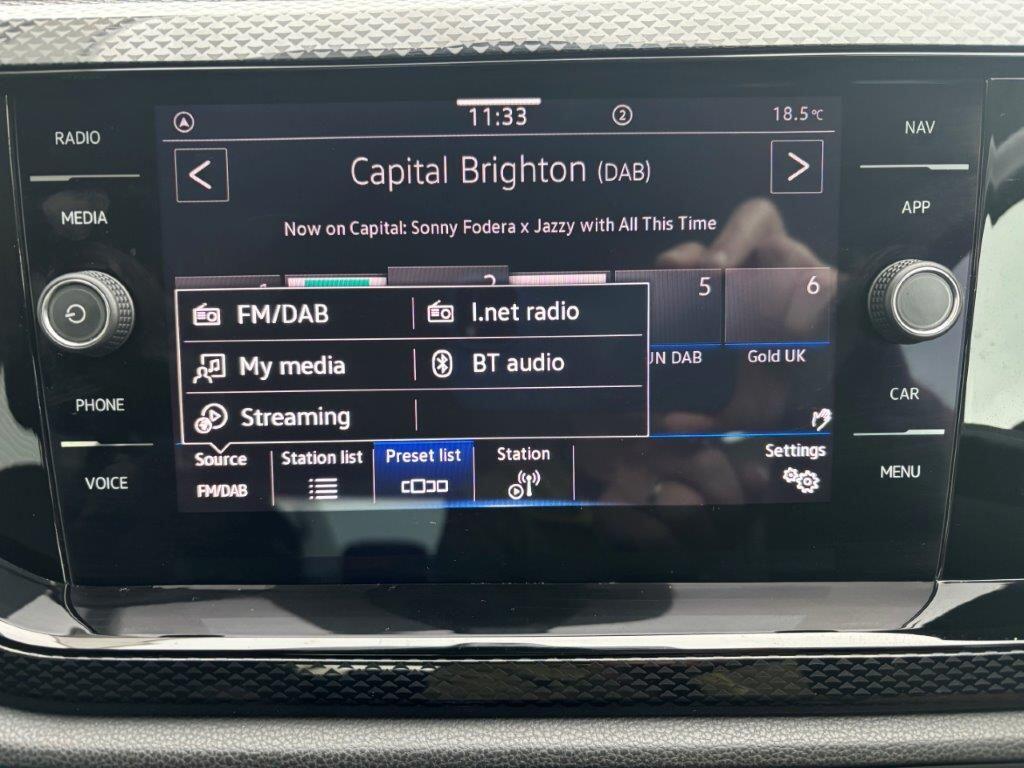 RADIO
MEDIA
PHONE
VOICE
11:33
2
18.5°C
Capital Brighton (DAB)
Now on Capital: Sonny Fodera x Jazzy with All This Time
5
6
DAB
Gold UK
FM/DAB
I.net radio
My media
BT audio
Streaming
Source
FM/DAB
Station list
Preset list
Station
Settings
NAV
APP
CAR
MENU